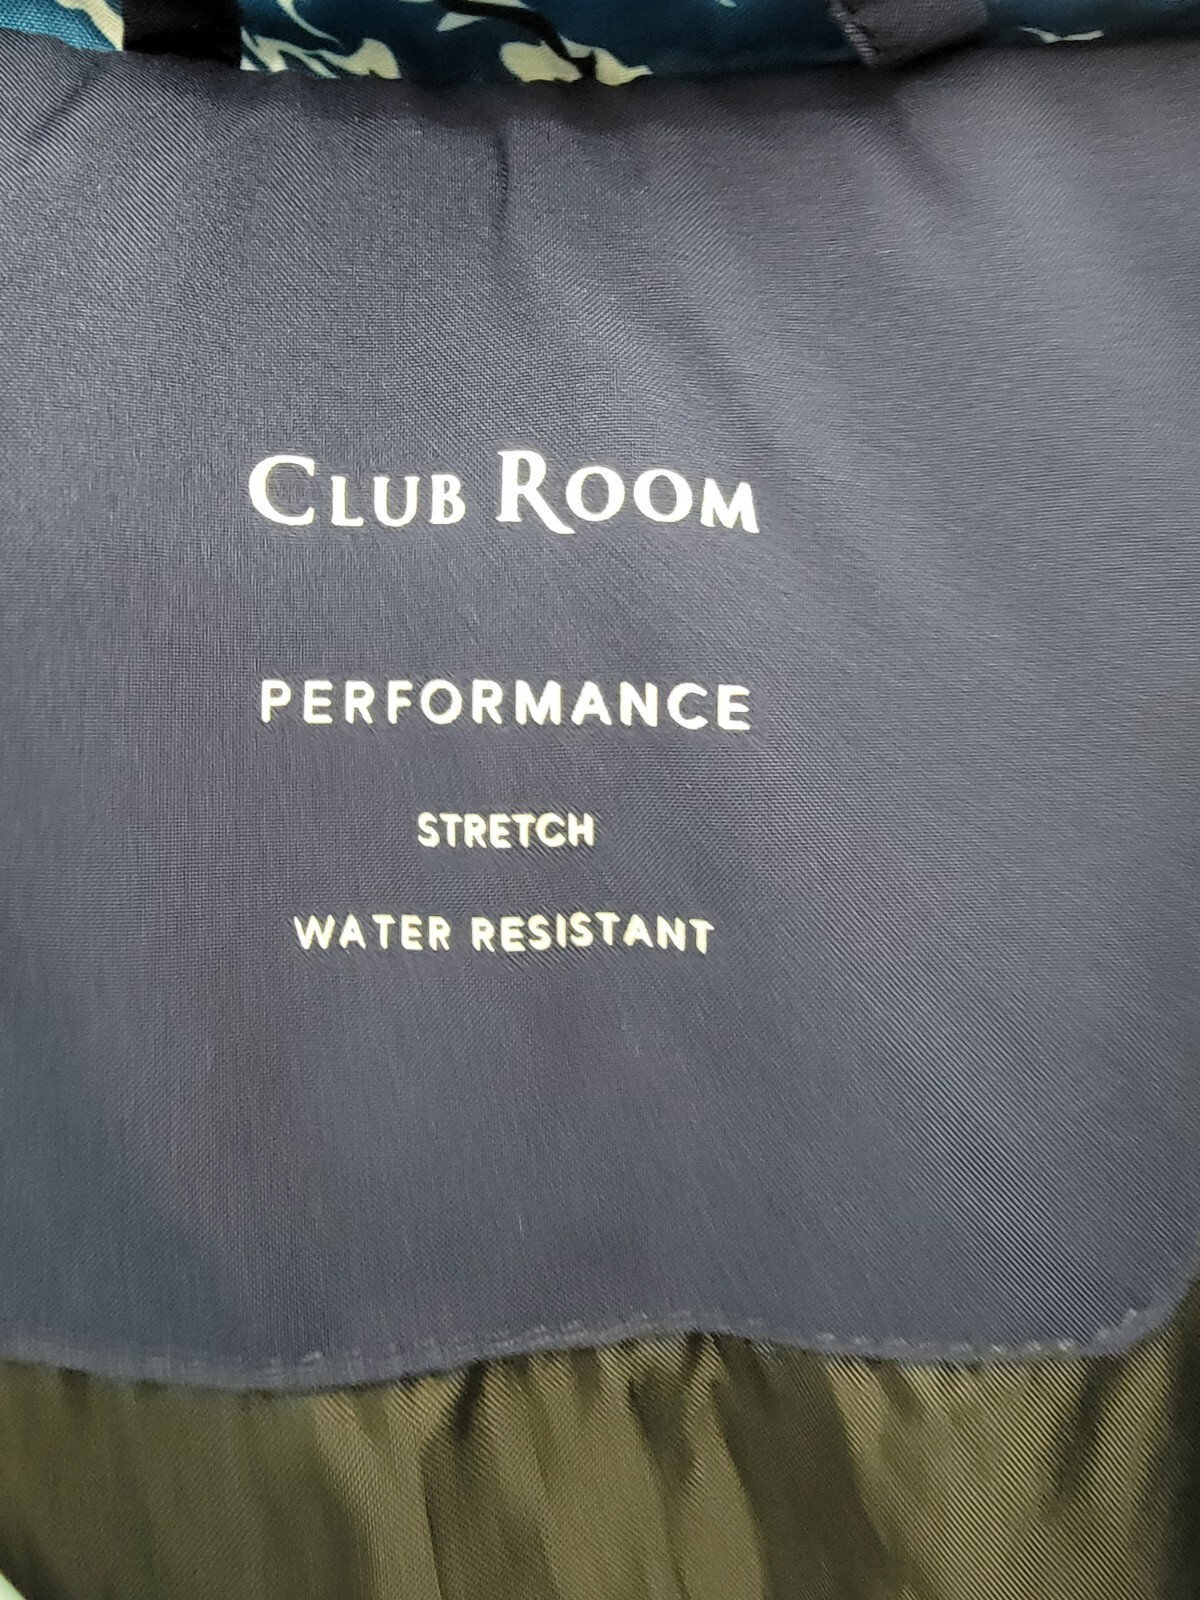 CLUB ROOM
PERFORMANCE
STRETCH
WATER RESISTANT